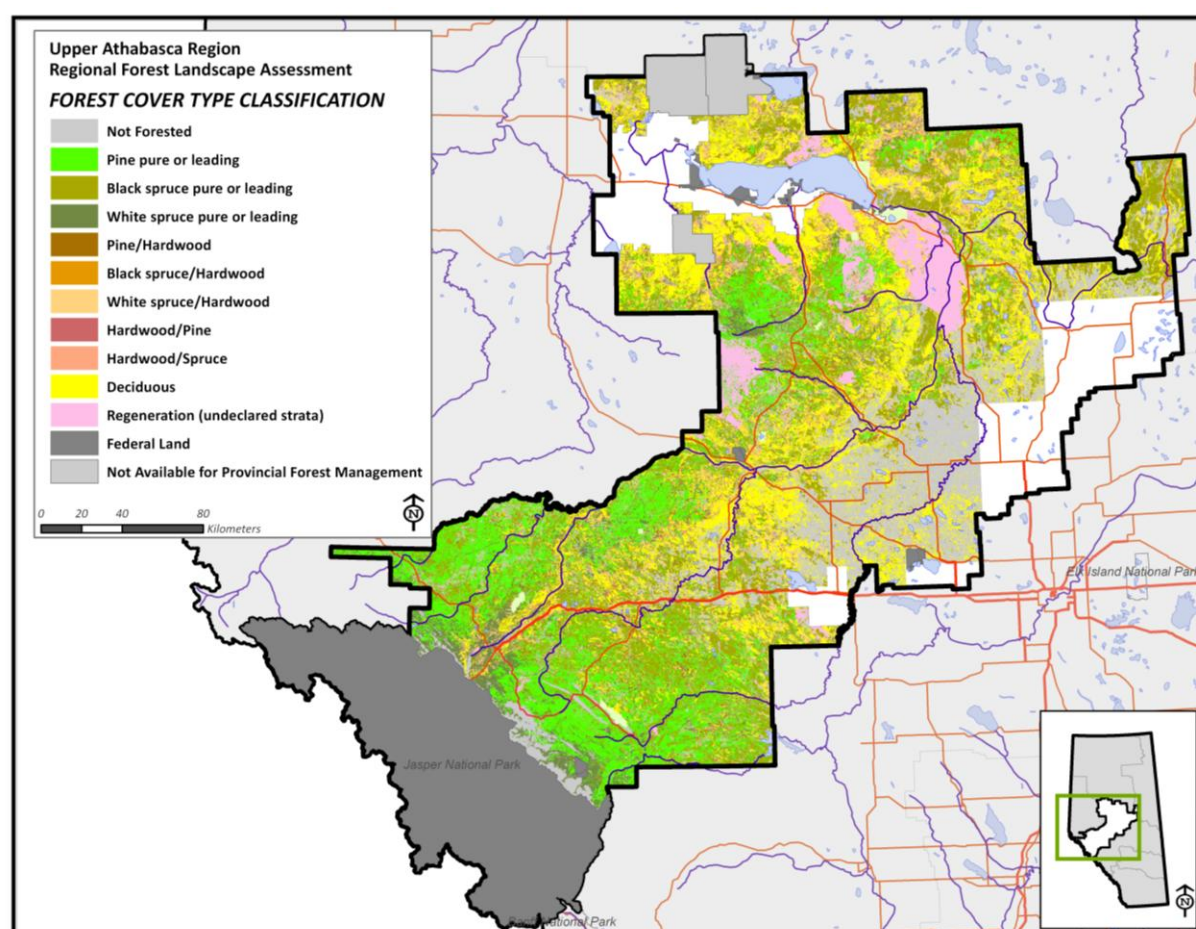 Upper Athabasca Region
Regional Forest Landscape Assessment
FOREST COVER TYPE CLASSIFICATION
Not Forested
Pine pure or leading
Black spruce pure or leading
White spruce pure or leading
Pine/Hardwood
Black spruce/Hardwood
White spruce/Hardwood
Hardwood/Pine
Hardwood/Spruce
Deciduous
Regeneration (undeclared strata)
Federal Land
Not Available for Provincial Forest Management
0 20 40 80
Kilometers
N
Elk Island National Park
Jasper National Park
Banff National Park
N